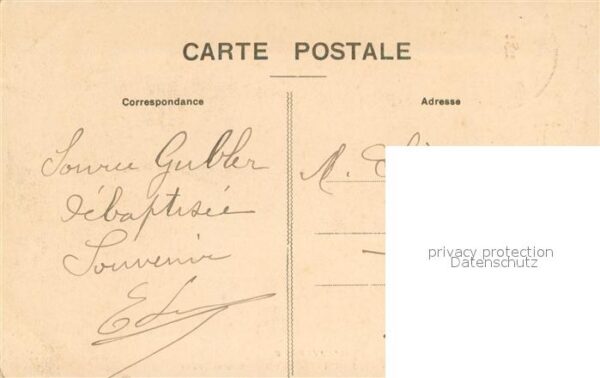 CARTE POSTALE
Correspondance
Adresse
Source Gubler
débaptisée
Souvenir
M.
privacy protection
Datenschutz